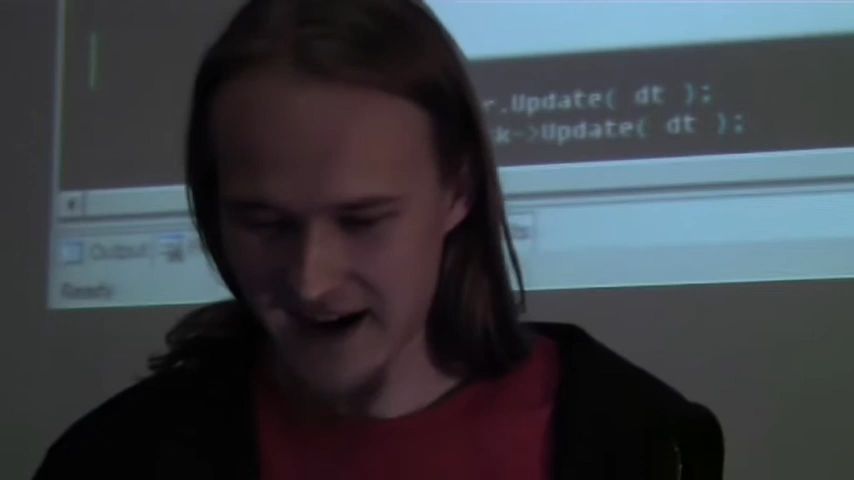 r.Update( dt );
k->Update( dt );
Output
Ready